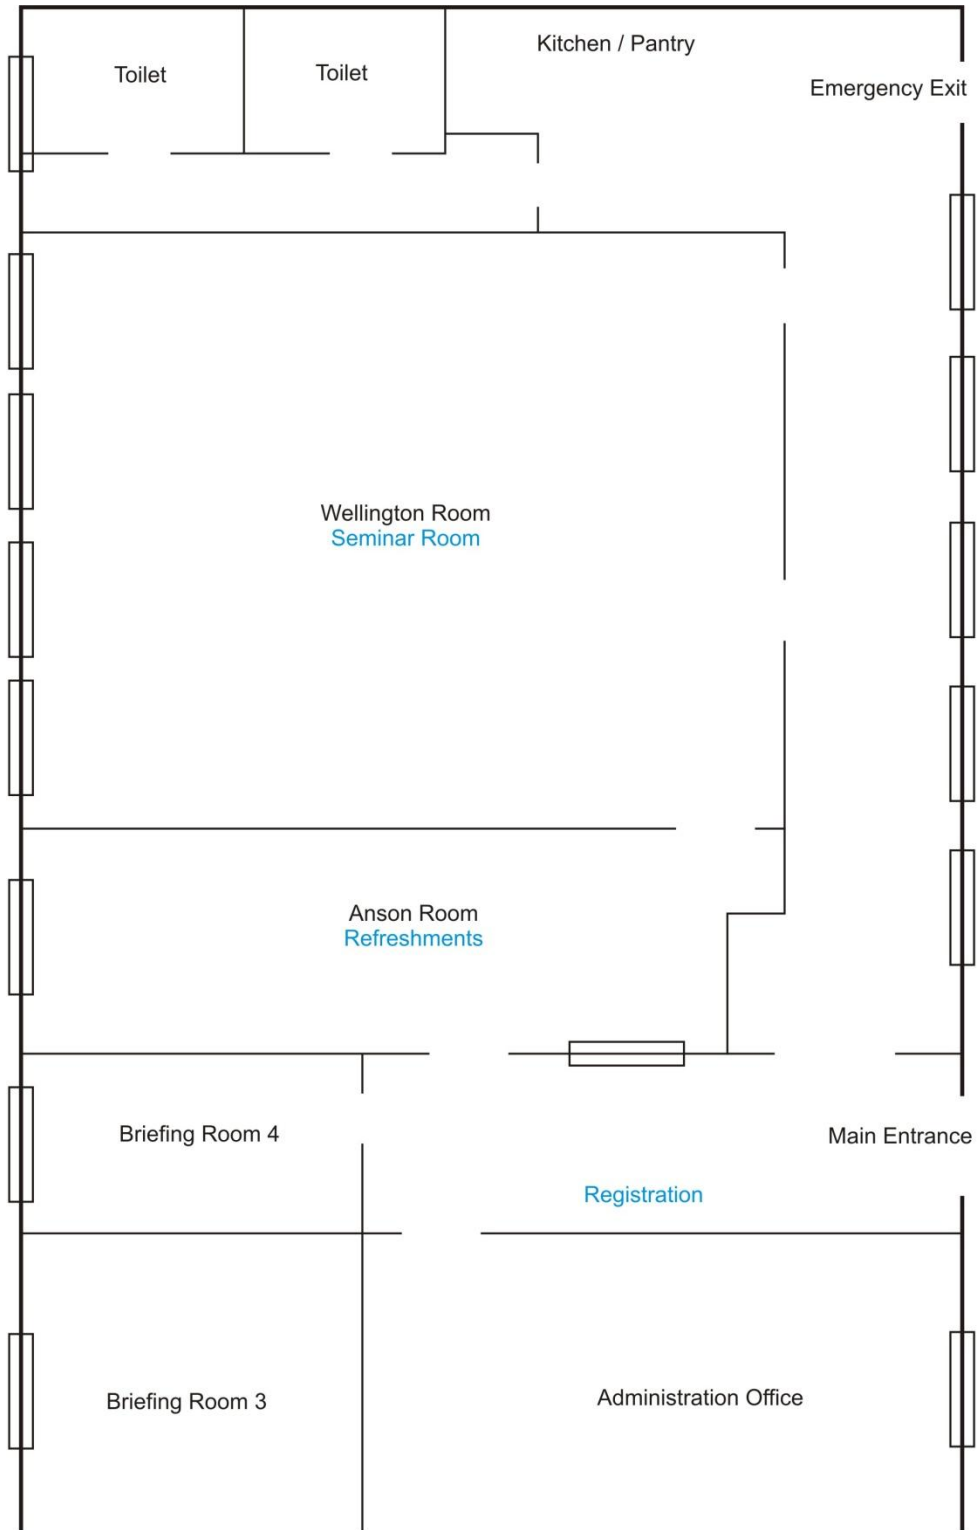 Kitchen / Pantry
Toilet
Toilet
Emergency Exit
Wellington Room
Seminar Room
Anson Room
Refreshments
Briefing Room 4
Main Entrance
Registration
Briefing Room 3
Administration Office